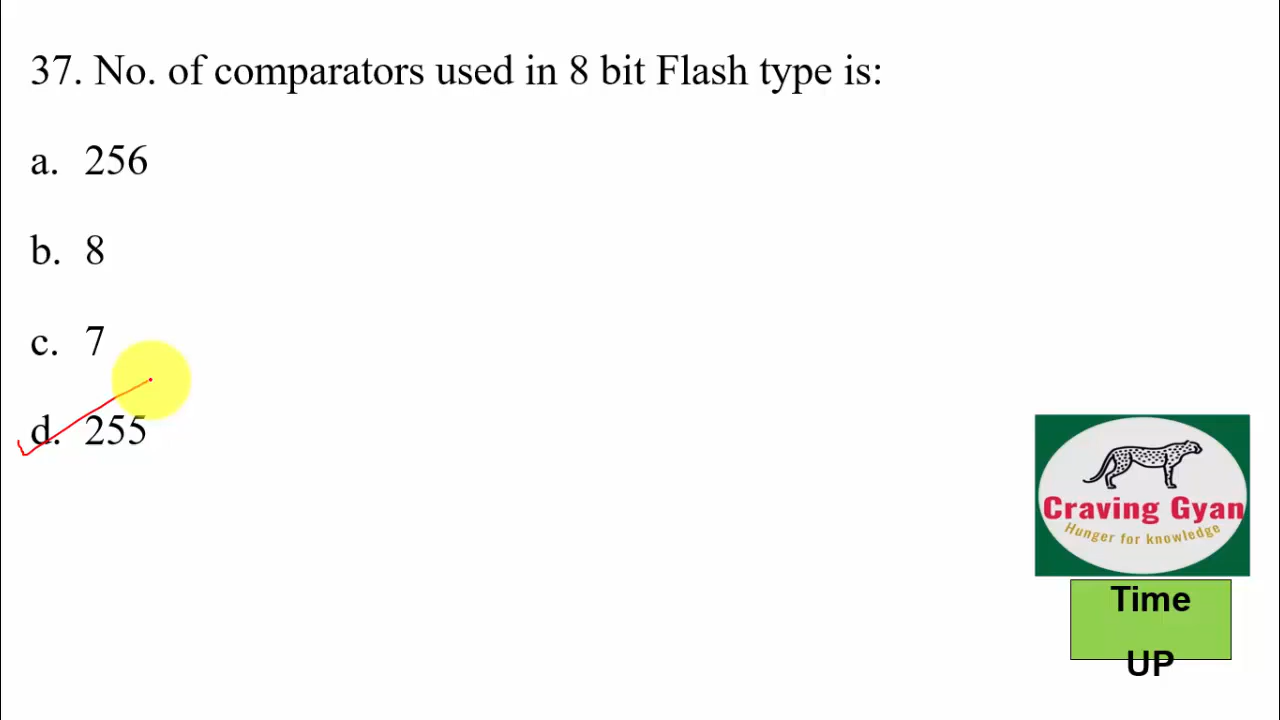 37. No. of comparators used in 8 bit Flash type is:
a. 256
b. 8
c. 7
d. 255
Craving Gyan
Hunger for knowledge
Time
UP